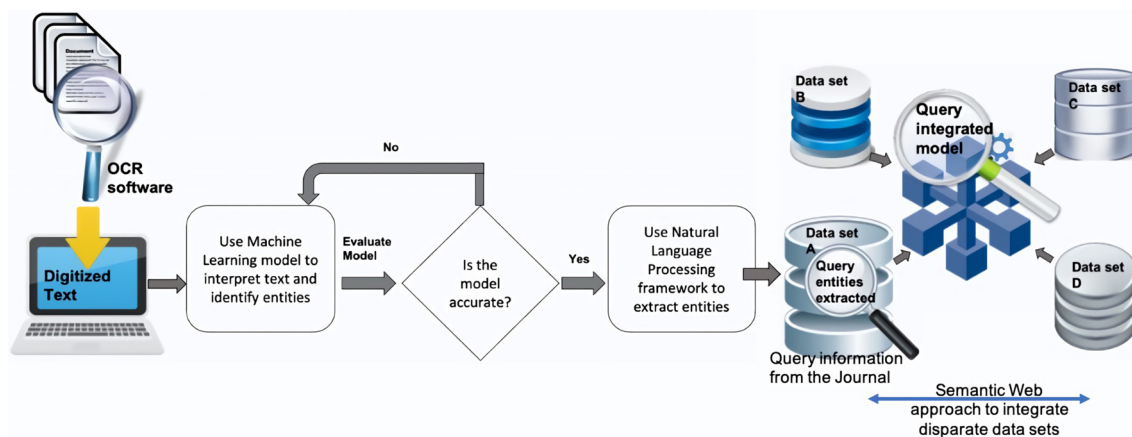 Document
OCR
software
Digitized
Text
Use Machine
Learning model to
interpret text and
identify entities
No
Evaluate
Model
Is the
model
accurate?
Yes
Use Natural
Language
Processing
framework to
extract entities
Data set
A
Query
entities
extracted
Query information
from the Journal
Data set
B
Query
integrated
model
Data set
C
Data set
D
Semantic Web
approach to integrate
disparate data sets